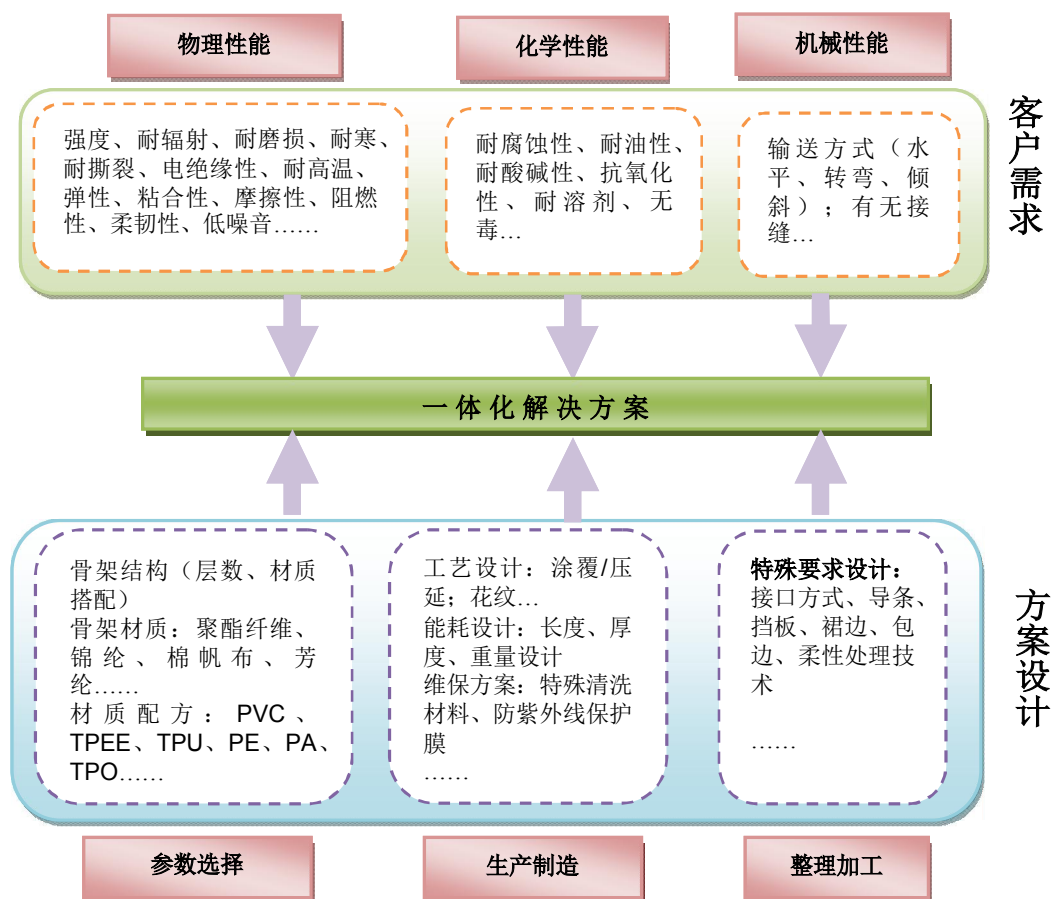 物理性能
化学性能
机械性能
强度、耐辐射、耐磨损、耐寒、
耐撕裂、电绝缘性、耐高温、
弹性、粘合性、摩擦性、阻燃
性、柔韧性、低噪音……
耐腐蚀性、耐油性、
耐酸碱性、抗氧化
性、耐溶剂、无
毒…
输送方式（水
平、转弯、倾
斜）；有无接
缝…
客户需求
一体化解决方案
骨架结构（层数、材质
搭配）
骨架材质：聚酯纤维、
锦纶、棉帆布、芳
纶……
材质配方：PVC、
TPEE、TPU、PE、PA、
TPO……
工艺设计：涂覆/压
延；花纹…
能耗设计：长度、厚
度、重量设计
维保方案：特殊清洗
材料、防紫外线保护
膜
……
特殊要求设计：
接口方式、导条、
挡板、裙边、包
边、柔性处理技
术
……
方案设计
参数选择
生产制造
整理加工